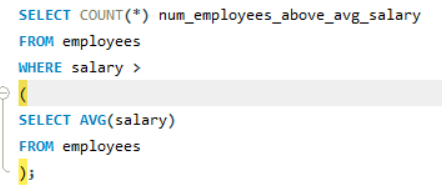 SELECT COUNT(*) num_employees_above_avg_salary
FROM employees
WHERE salary >
(
SELECT AVG(salary)
FROM employees
);